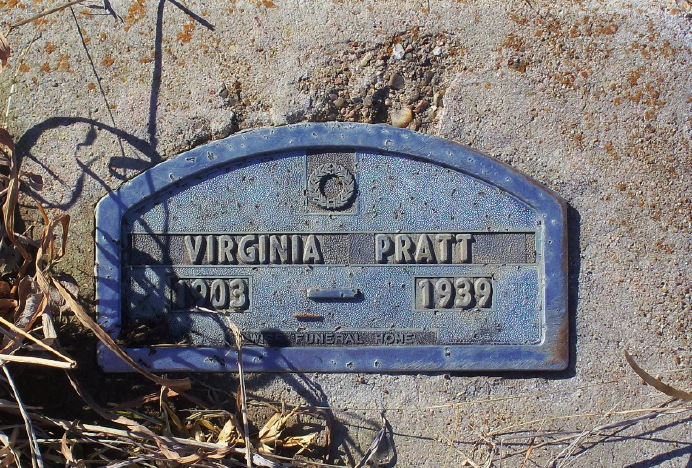 VIRGINIA PRATT
1903 - 1939
FUNERAL HOME